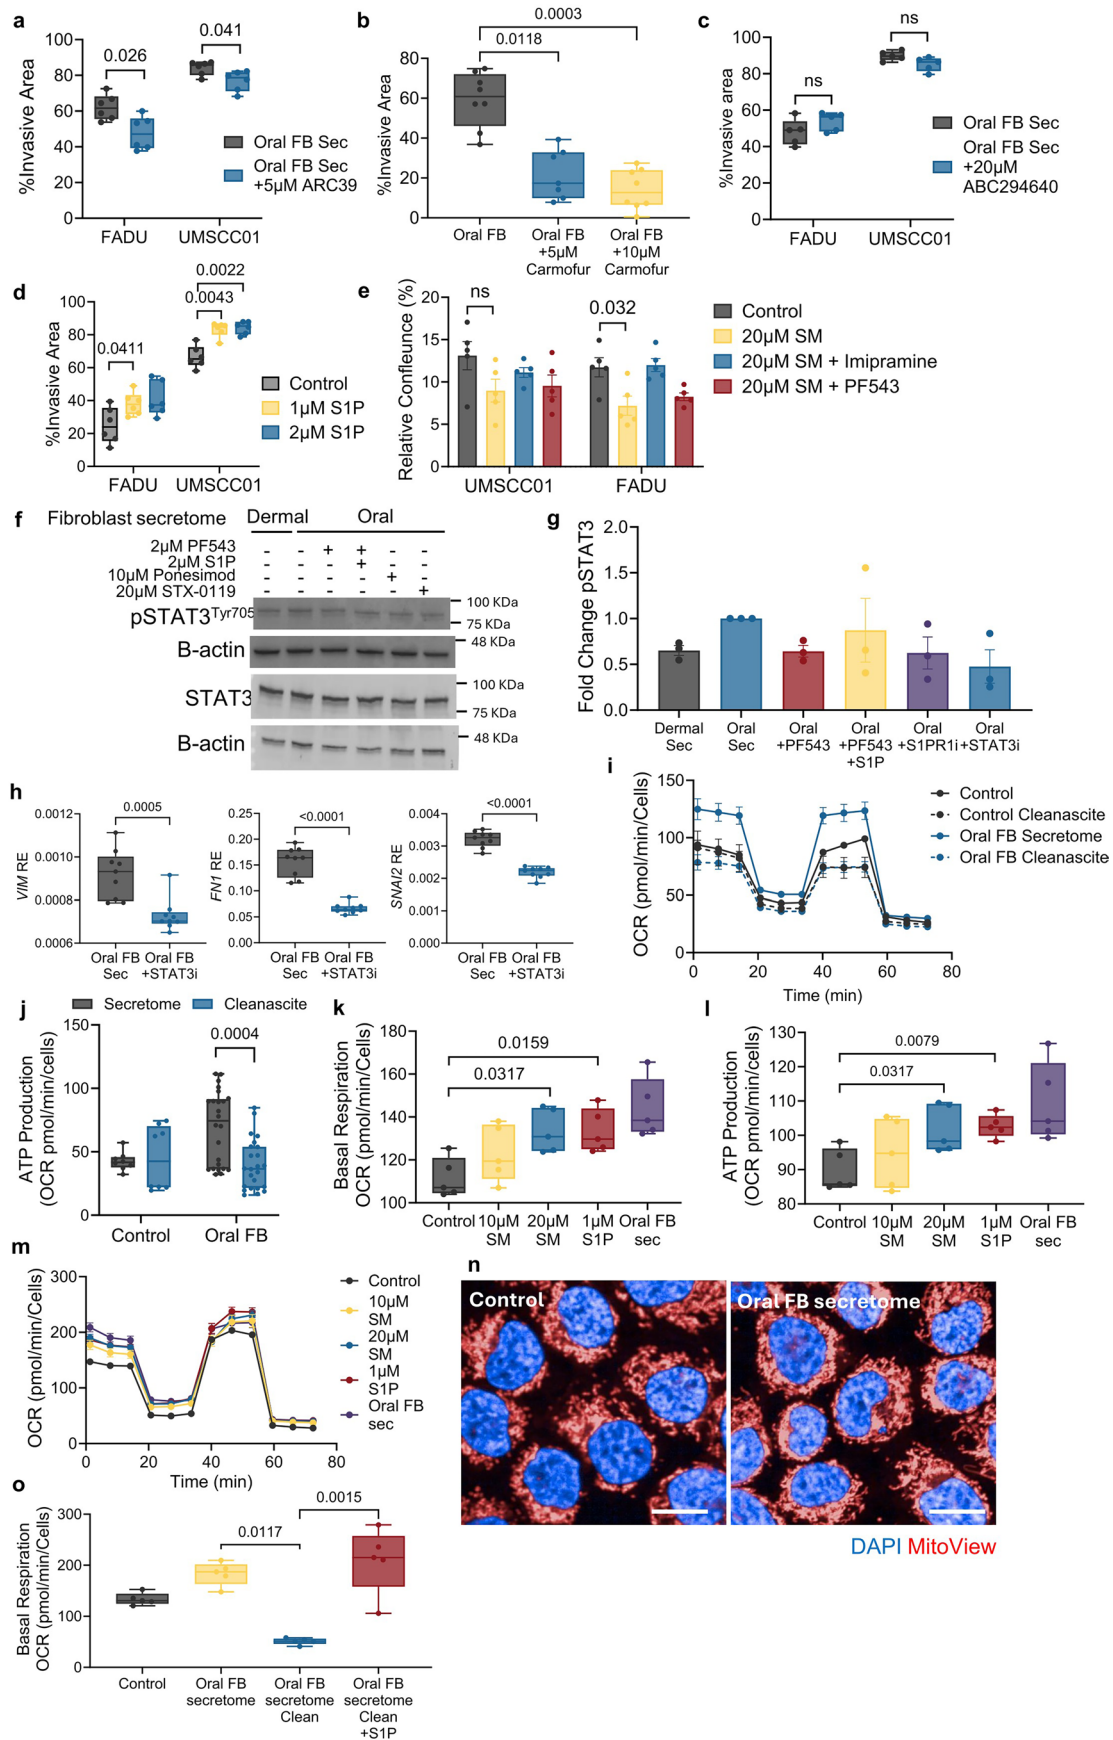 a
%Invasive Area
100
80
60
40
20
0
0.026
0.041
FADU
UMSCC01
Oral FB Sec
Oral FB Sec
+5µM ARC39
b
%Invasive Area
80
60
40
20
0
0.0003
0.0118
Oral FB
Oral FB
+5µM
Carmofur
Oral FB
+10µM
Carmofur
c
%Invasive area
100
80
60
40
20
0
ns
ns
FADU
UMSCC01
Oral FB Sec
Oral FB Sec
+20µM
ABC294640
d
%Invasive Area
100
80
60
40
20
0
0.0022
0.0043
0.0411
FADU
UMSCC01
Control
1µM S1P
2µM S1P
e
Relative Confleunce (%)
20
15
10
5
0
ns
0.032
UMSCC01
FADU
Control
20µM SM
20µM SM + Imipramine
20µM SM + PF543
f
Fibroblast secretome
Dermal
Oral
2µM PF543 - - + + - -
2µM S1P - - - + - -
10µM Ponesimod - - - - + -
20µM STX-0119 - - - - - +
pSTAT3Tyr705
100 KDa
75 KDa
B-actin
48 KDa
STAT3
100 KDa
75 KDa
B-actin
48 KDa
g
Fold Change pSTAT3
2.0
1.5
1.0
0.5
0.0
Dermal
Sec
Oral
Sec
Oral
+PF543
Oral
+PF543
+S1P
Oral
+S1PR1i
Oral
+STAT3i
h
VIM RE
0.0012
0.0010
0.0008
0.0006
0.0005
Oral FB
Sec
Oral FB
+STAT3i
FN1 RE
0.25
0.20
0.15
0.10
0.05
0.00
<0.0001
Oral FB
Sec
Oral FB
+STAT3i
SNAI2 RE
0.004
0.003
0.002
0.001
0.000
<0.0001
Oral FB
Sec
Oral FB
+STAT3i
i
OCR (pmol/min/Cells)
150
100
50
0
0
20
40
60
80
Time (min)
Control
Control Cleanascite
Oral FB Secretome
Oral FB Cleanascite
j
Secretome
Cleanascite
ATP Production
(OCR pmol/min/cells)
150
100
50
0
0.0004
Control
Oral FB
k
Basal Respiration
OCR (pmol/min/Cells)
180
160
140
120
100
0.0159
0.0317
Control
10µM
SM
20µM
SM
1µM
S1P
Oral FB
sec
l
ATP Production
(OCR pmol/min/cells)
130
120
110
100
90
80
0.0079
0.0317
Control
10µM
SM
20µM
SM
1µM
S1P
Oral FB
sec
m
OCR (pmol/min/Cells)
300
200
100
0
0
20
40
60
80
Time (min)
Control
10µM
SM
20µM
SM
1µM
S1P
Oral FB
sec
n
Control
Oral FB secretome
DAPI MitoView
o
Basal Respiration
OCR (pmol/min/Cells)
300
200
100
0
0.0015
0.0117
Control
Oral FB
secretome
Oral FB
secretome
Clean
Oral FB
secretome
Clean
+S1P